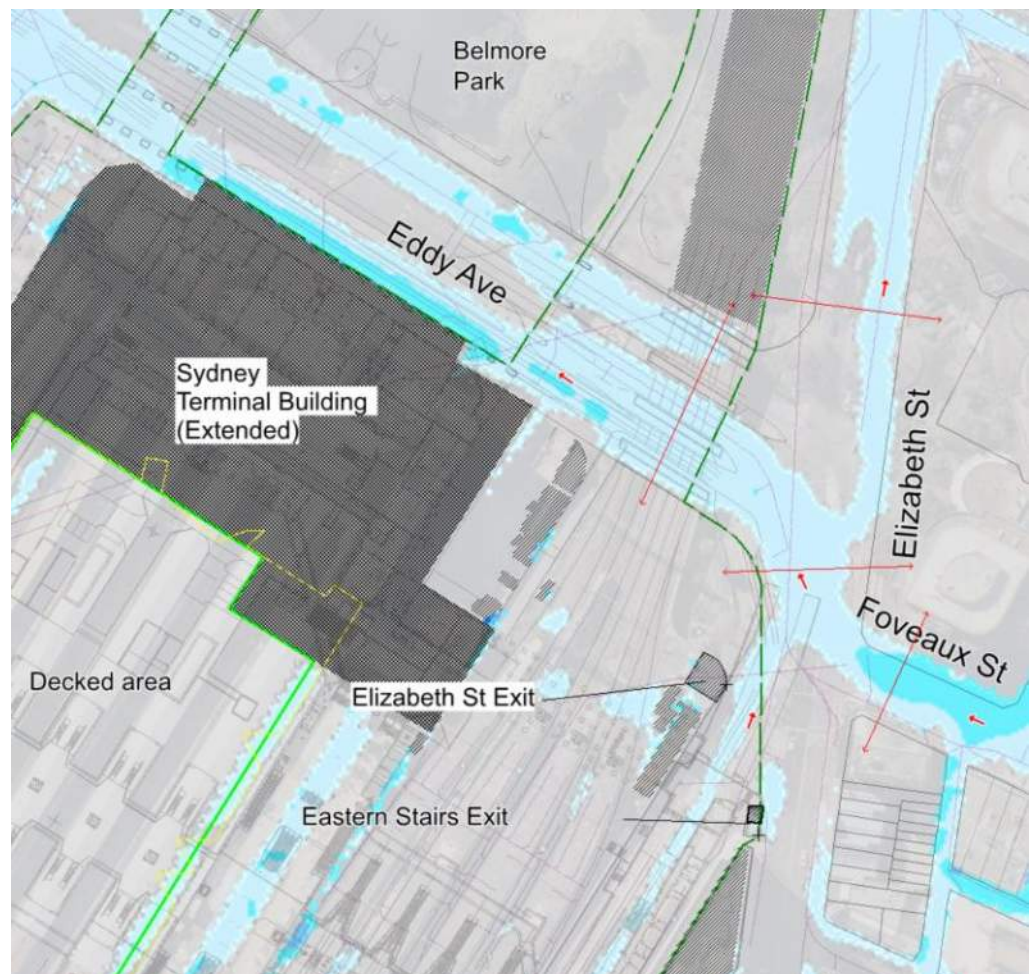 Belmore
Park
Eddy Ave
Sydney
Terminal Building
(Extended)
Elizabeth St
Foveaux St
Decked area
Elizabeth St Exit
Eastern Stairs Exit